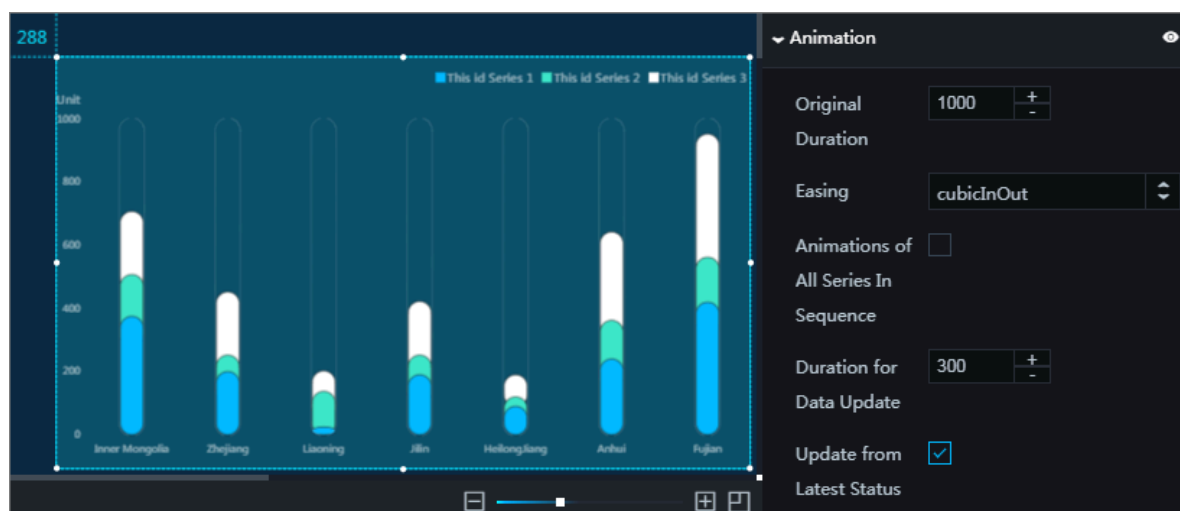 288
This id Series 1 This id Series 2 This id Series 3
Unit
1000
800
600
400
200
0
Inner Mongolia Zhejiang Liaoning Jilin HeilongJiang Anhui Fujian
Animation
Original
Duration
1000
+
-
Easing
cubicInOut
Animations of
All Series In
Sequence
Duration for
Data Update
300
+
-
Update from
Latest Status